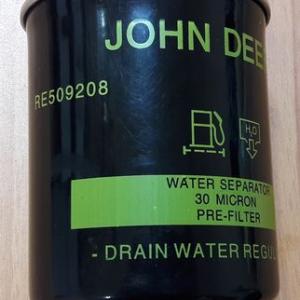 JOHN DEE
RE509208
H₂O
WATER SEPARATOR
30 MICRON
PRE-FILTER
- DRAIN WATER REGU